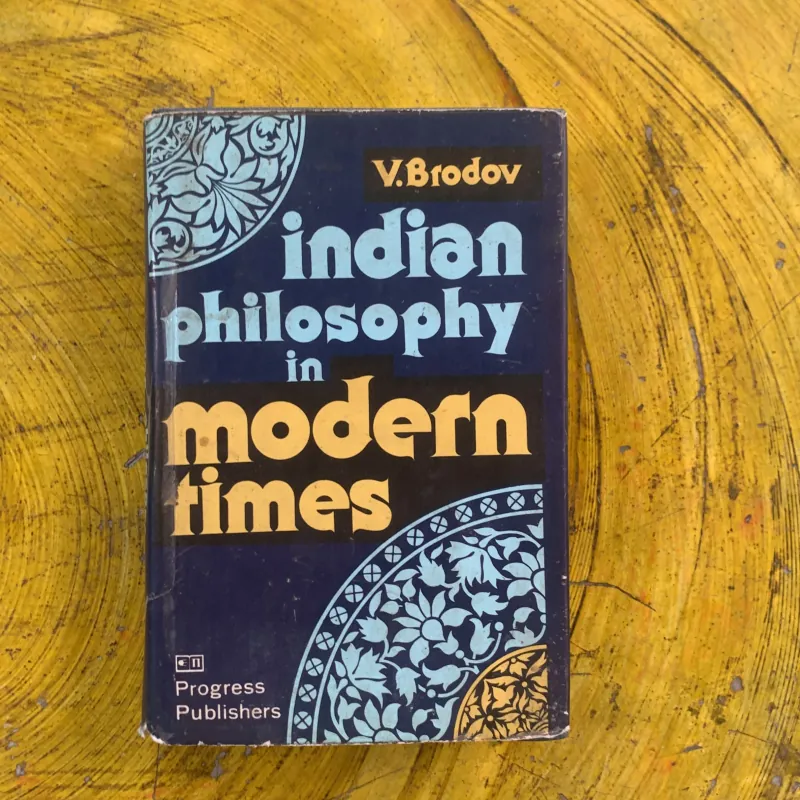 V. Brodov
indian
philosophy
in
modern
times
Progress
Publishers